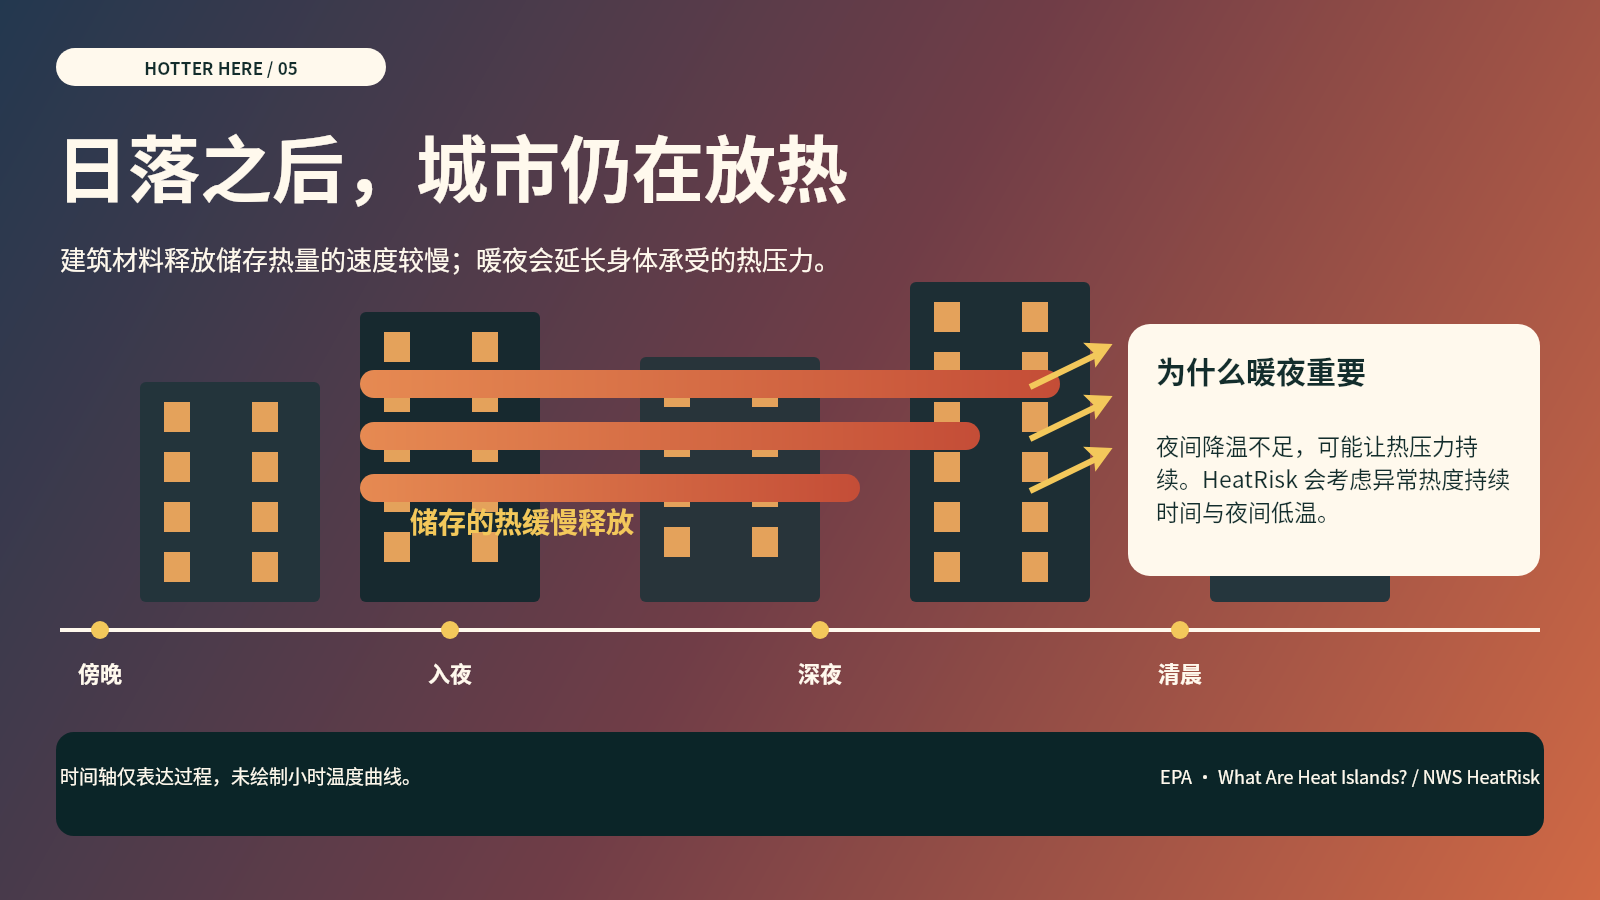 HOTTER HERE / 05
日落之后，城市仍在放热
建筑材料释放储存热量的速度较慢；暖夜会延长身体承受的热压力。
储存的热缓慢释放
为什么暖夜重要
夜间降温不足，可能让热压力持
续。HeatRisk 会考虑异常热度持续
时间与夜间低温。
傍晚
入夜
深夜
清晨
时间轴仅表达过程，未绘制小时温度曲线。
EPA · What Are Heat Islands? / NWS HeatRisk